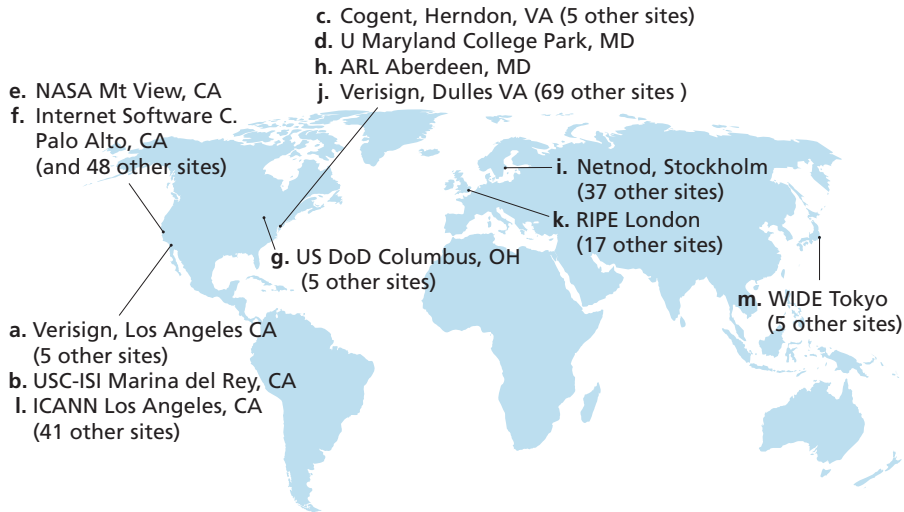 c. Cogent, Herndon, VA (5 other sites)
d. U Maryland College Park, MD
h. ARL Aberdeen, MD
j. Verisign, Dulles VA (69 other sites )
e. NASA Mt View, CA
f. Internet Software C.
Palo Alto, CA
(and 48 other sites)
i. Netnod, Stockholm
(37 other sites)
k. RIPE London
(17 other sites)
g. US DoD Columbus, OH
(5 other sites)
m. WIDE Tokyo
(5 other sites)
a. Verisign, Los Angeles CA
(5 other sites)
b. USC-ISI Marina del Rey, CA
l. ICANN Los Angeles, CA
(41 other sites)